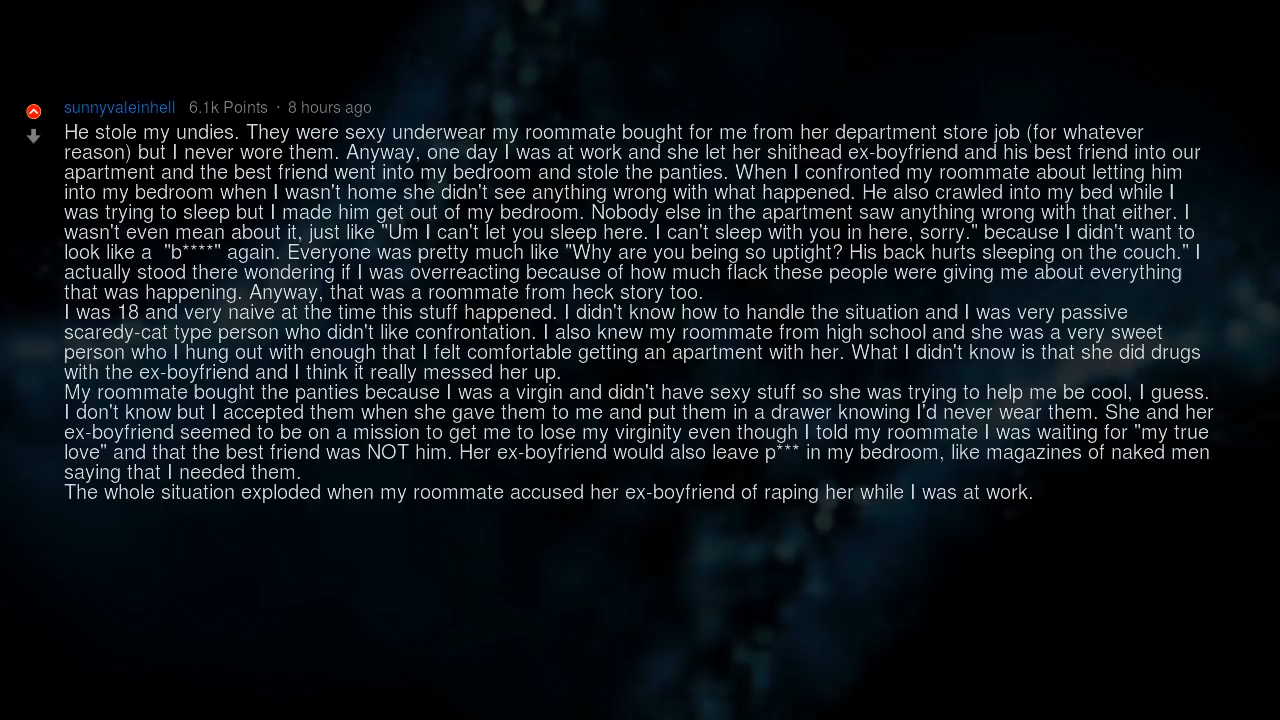 sunnyvaleinhell 6.1k Points · 8 hours ago
He stole my undies. They were sexy underwear my roommate bought for me from her department store job (for whatever
reason) but I never wore them. Anyway, one day I was at work and she let her shithead ex-boyfriend and his best friend into our
apartment and the best friend went into my bedroom and stole the panties. When I confronted my roommate about letting him
into my bedroom when I wasn't home she didn't see anything wrong with what happened. He also crawled into my bed while I
was trying to sleep but I made him get out of my bedroom. Nobody else in the apartment saw anything wrong with that either. I
wasn't even mean about it, just like "Um I can't let you sleep here. I can't sleep with you in here, sorry." because I didn't want to
look like a  "b****" again. Everyone was pretty much like "Why are you being so uptight? His back hurts sleeping on the couch." I
actually stood there wondering if I was overreacting because of how much flack these people were giving me about everything
that was happening. Anyway, that was a roommate from heck story too.
I was 18 and very naive at the time this stuff happened. I didn't know how to handle the situation and I was very passive
scaredy-cat type person who didn't like confrontation. I also knew my roommate from high school and she was a very sweet
person who I hung out with enough that I felt comfortable getting an apartment with her. What I didn't know is that she did drugs
with the ex-boyfriend and I think it really messed her up.
My roommate bought the panties because I was a virgin and didn't have sexy stuff so she was trying to help me be cool, I guess.
I don't know but I accepted them when she gave them to me and put them in a drawer knowing I'd never wear them. She and her
ex-boyfriend seemed to be on a mission to get me to lose my virginity even though I told my roommate I was waiting for "my true
love" and that the best friend was NOT him. Her ex-boyfriend would also leave p*** in my bedroom, like magazines of naked men
saying that I needed them.
The whole situation exploded when my roommate accused her ex-boyfriend of raping her while I was at work.